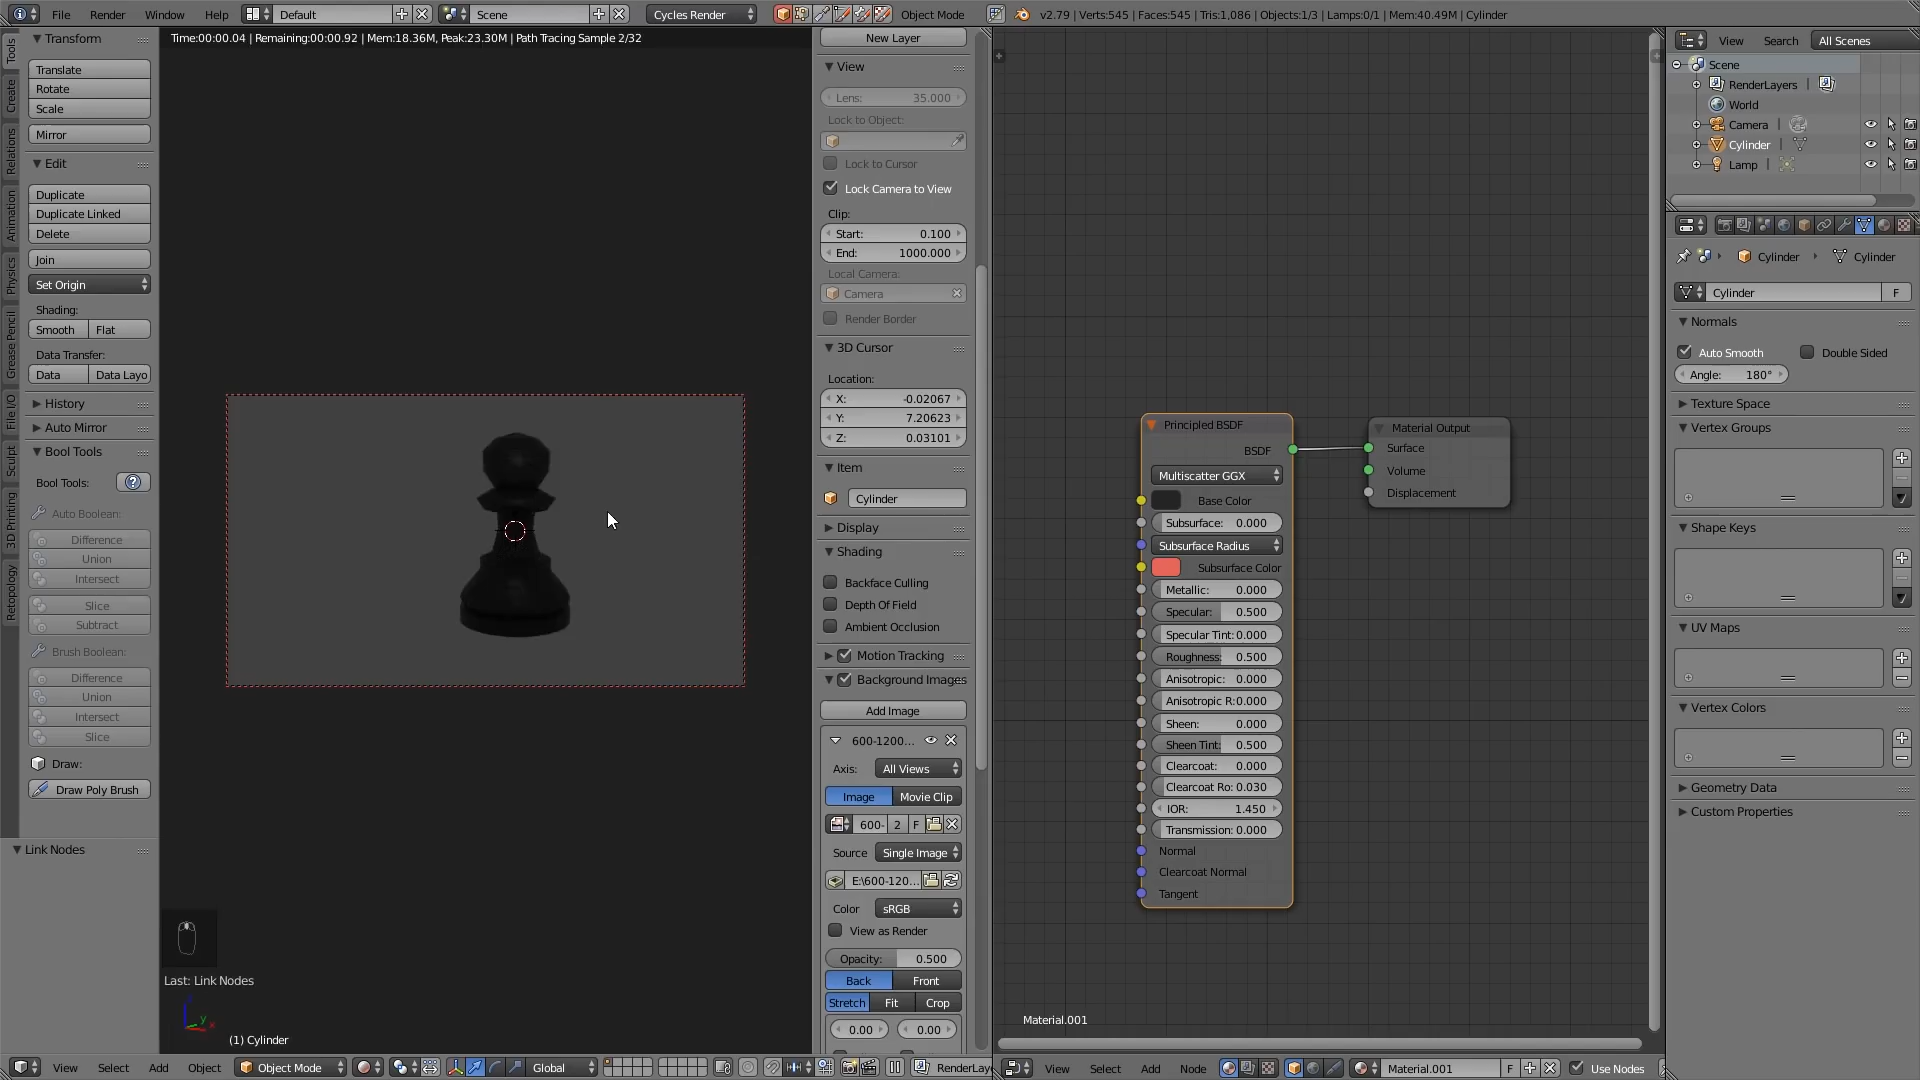 File Render Window Help Default Scene Cycles Render Object Mode v2.79 | Verts:545 | Faces:545 | Tris:1,086 | Objects:1/3 | Lamps:0/1 | Mem:40.49M | Cylinder
Time:00:00.04 | Remaining:00:00.92 | Mem:18.36M, Peak:23.30M | Path Tracing Sample 2/32
Tools
Create
Relations
Animation
Physics
Grease Pencil
File I/O
Sculpt
3D Printing
Retopology
Transform
Translate
Rotate
Scale
Mirror
Edit
Duplicate
Duplicate Linked
Delete
Join
Set Origin
Shading:
Smooth Flat
Data Transfer:
Data Data Layo
History
Auto Mirror
Bool Tools
Bool Tools:
Auto Boolean:
Difference
Union
Intersect
Slice
Subtract
Brush Boolean:
Difference
Union
Intersect
Slice
Draw:
Draw Poly Brush
Link Nodes
Last: Link Nodes
z
y
x
(1) Cylinder
New Layer
View
Lens: 35.000
Lock to Object:
Lock to Cursor
Lock Camera to View
Clip:
Start: 0.100
End: 1000.000
Local Camera:
Camera
Render Border
3D Cursor
Location:
X: -0.02067
Y: 7.20623
Z: 0.03101
Item
Cylinder
Display
Shading
Backface Culling
Depth Of Field
Ambient Occlusion
Motion Tracking
Background Images
Add Image
600-1200...
Axis: All Views
Image Movie Clip
600- 2 F
Source Single Image
E:\600-120...
Color sRGB
View as Render
Opacity: 0.500
Back Front
Stretch Fit Crop
0.00 0.00
Principled BSDF
BSDF
Multiscatter GGX
Base Color
Subsurface: 0.000
Subsurface Radius
Subsurface Color
Metallic: 0.000
Specular: 0.500
Specular Tint: 0.000
Roughness: 0.500
Anisotropic: 0.000
Anisotropic R: 0.000
Sheen: 0.000
Sheen Tint: 0.500
Clearcoat: 0.000
Clearcoat Ro: 0.030
IOR: 1.450
Transmission: 0.000
Normal
Clearcoat Normal
Tangent
Material Output
Surface
Volume
Displacement
Material.001
View Search All Scenes
Scene
RenderLayers |
World
Camera |
Cylinder |
Lamp |
Cylinder Cylinder
Cylinder F
Normals
Auto Smooth Double Sided
Angle: 180°
Texture Space
Vertex Groups
Shape Keys
UV Maps
Vertex Colors
Geometry Data
Custom Properties
View Select Add Object Object Mode Global RenderLay
View Select Add Node Material.001 F Use Nodes